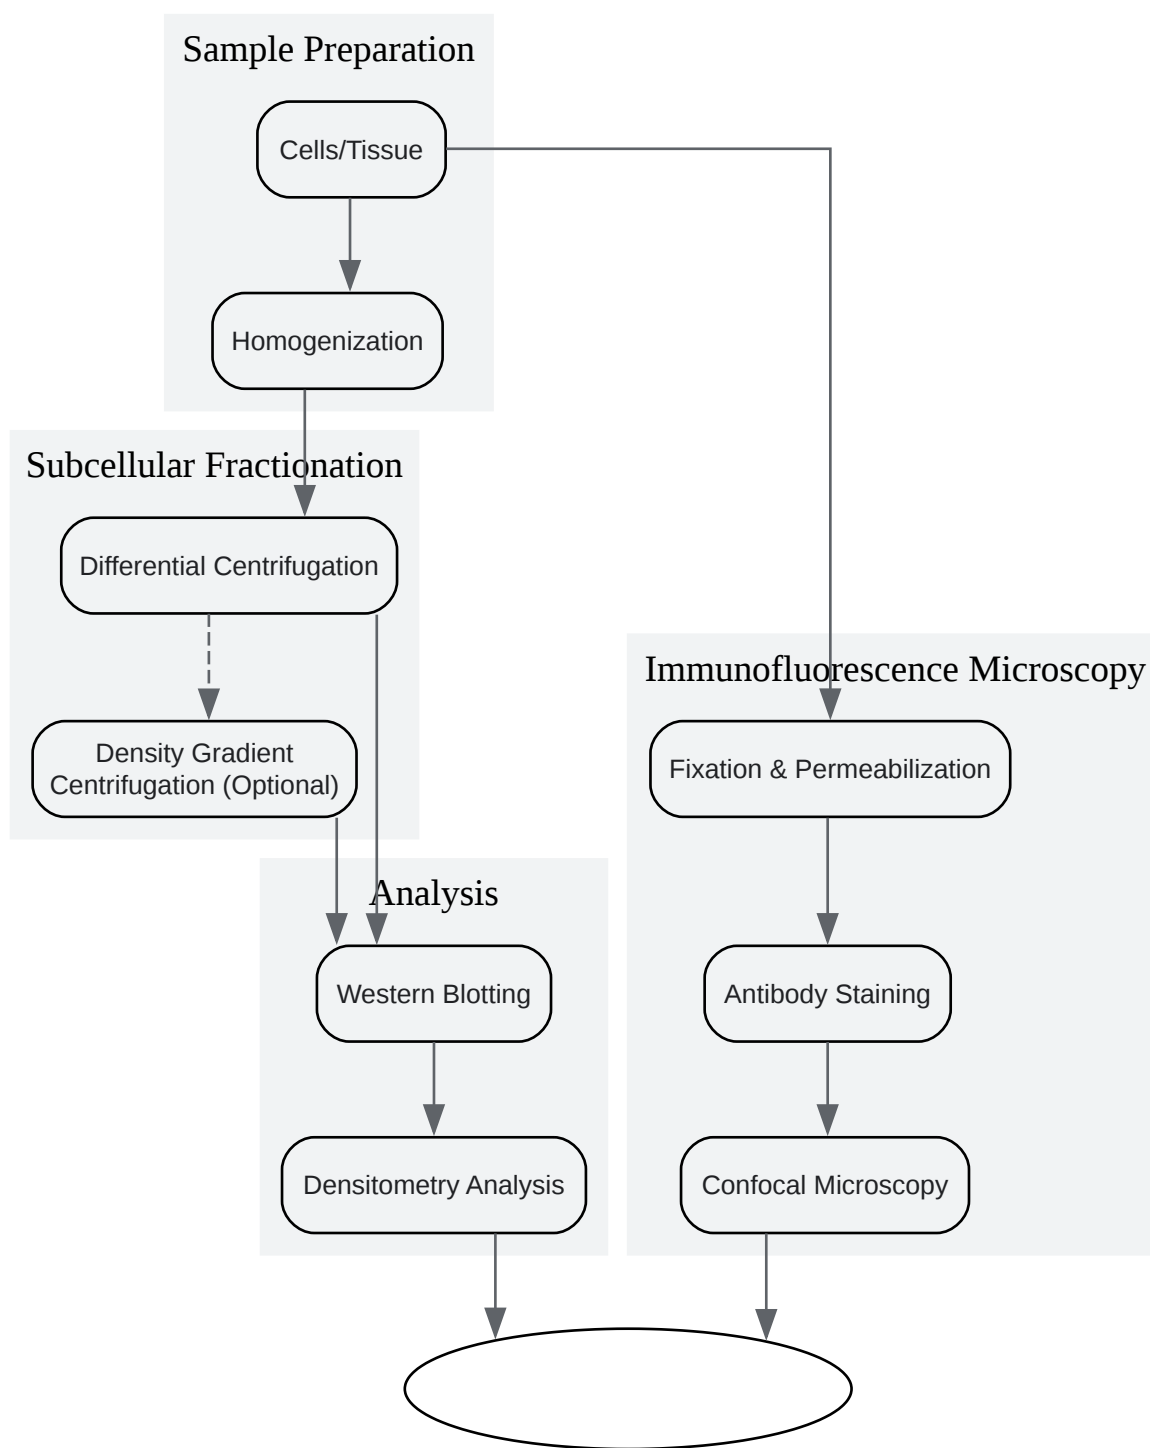 Sample Preparation
Cells/Tissue
Homogenization
Subcellular Fractionation
Differential Centrifugation
Density Gradient
Centrifugation (Optional)
Immunofluorescence Microscopy
Fixation & Permeabilization
Analysis
Western Blotting
Antibody Staining
Densitometry Analysis
Confocal Microscopy